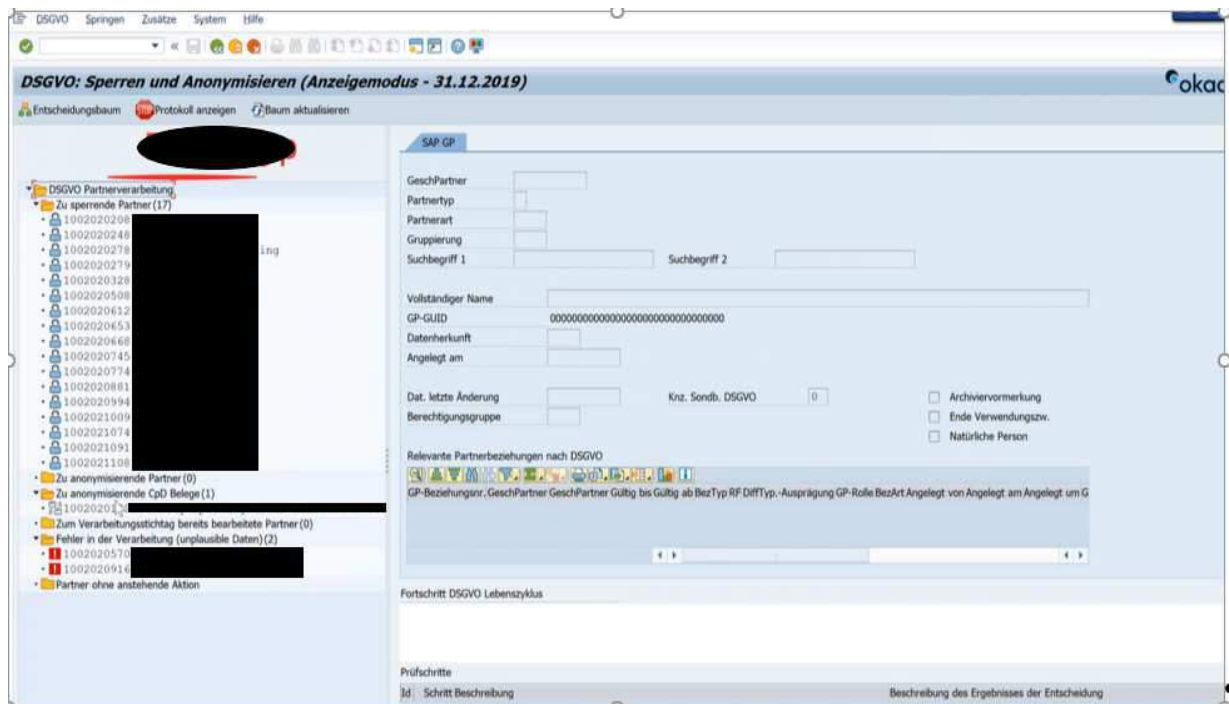 DSGVO Springen Zusätze System Hilfe
DSGVO: Sperren und Anonymisieren (Anzeigemodus - 31.12.2019)
okad
Entscheidungsbaum Protokoll anzeigen Baum aktualisieren
DSGVO Partnerverarbeitung
Zu sperrende Partner (17)
1002020208
1002020248
1002020278 ing
1002020279
1002020328
1002020508
1002020612
1002020653
1002020668
1002020745
1002020774
1002020881
1002020994
1002021009
1002021074
1002021091
1002021108
Zu anonymisierende Partner (0)
Zu anonymisierende CpD Belege (1)
Zum Verarbeitungsstichtag bereits bearbeitete Partner (0)
Fehler in der Verarbeitung (unplausible Daten) (2)
1002020570
1002020916
Partner ohne anstehende Aktion
SAP GP
GeschPartner
Partnertyp
Partnerart
Gruppierung
Suchbegriff 1 Suchbegriff 2
Vollständiger Name
GP-GUID 00000000000000000000000000000000
Datenherkunft
Angelegt am
Dat. letzte Änderung Knz. Sondb. DSGVO 0 Archiviervormerkung
Berechtigungsgruppe Ende Verwendungszw.
Natürliche Person
Relevante Partnerbeziehungen nach DSGVO
GP-Beziehungsnr. GeschPartner GeschPartner Gültig bis Gültig ab BezTyp RF DiffTyp.-Ausprägung GP-Rolle BezArt Angelegt von Angelegt am Angelegt um G
Fortschritt DSGVO Lebenszyklus
Prüfschritte
Id Schritt Beschreibung Beschreibung des Ergebnisses der Entscheidung